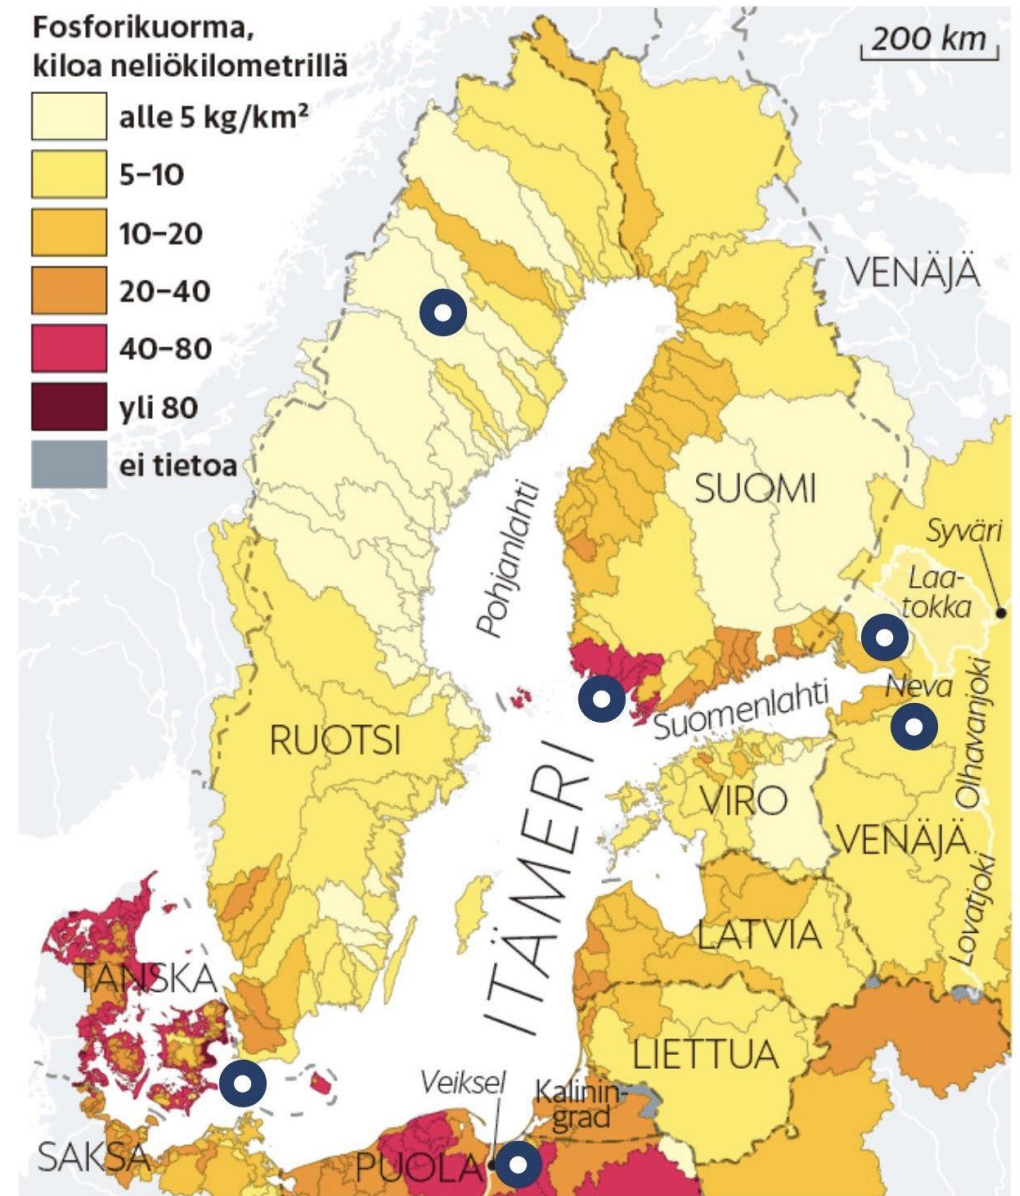 Fosforikuorma,
kiloa neliökilometrillä
alle 5 kg/km²
5–10
10–20
20–40
40–80
yli 80
ei tietoa
200 km
VENÄJÄ
SUOMI
Pohjanlahti
Syväri
Laa-
tokka
Neva
Suomenlahti
Olhavanjoki
RUOTSI
ITÄMERI
VIRO
VENÄJÄ
Lovatjoki
LATVIA
TANSKA
LIETTUA
Veiksel
Kalinin-
grad
SAKSA
PUOLA